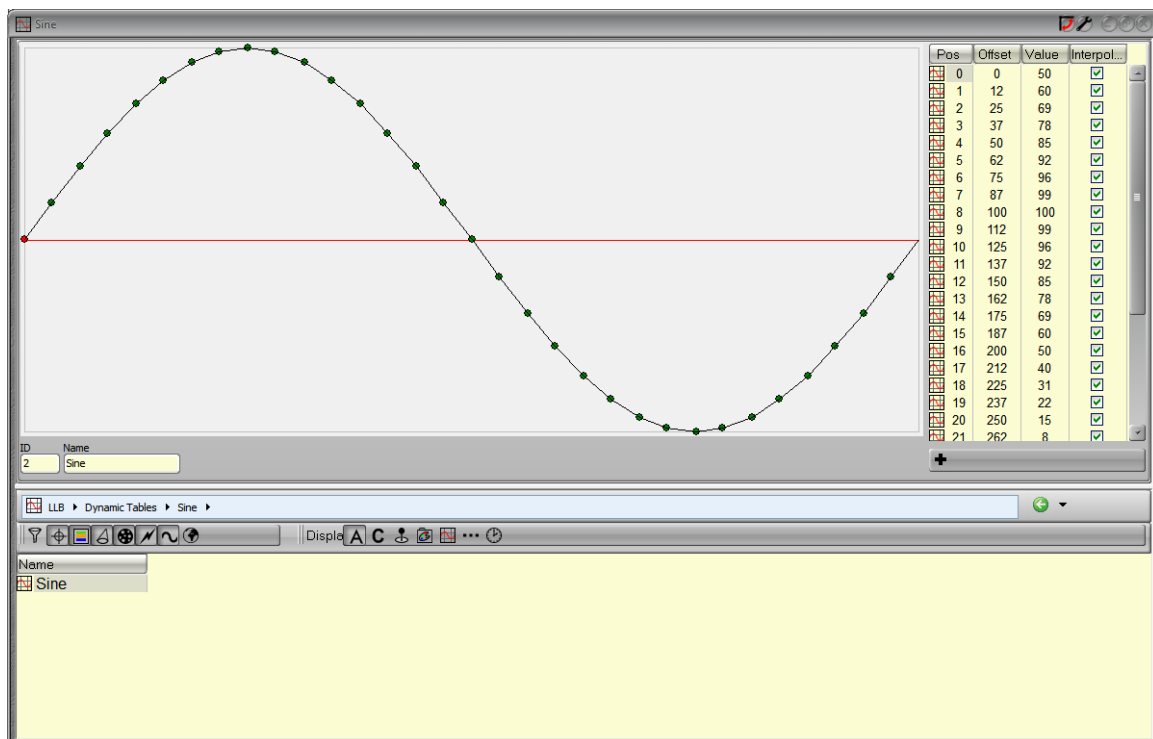 Sine
Pos Offset Value Interpol...
0 0 50
1 12 60
2 25 69
3 37 78
4 50 85
5 62 92
6 75 96
7 87 99
8 100 100
9 112 99
10 125 96
11 137 92
12 150 85
13 162 78
14 175 69
15 187 60
16 200 50
17 212 40
18 225 31
19 237 22
20 250 15
21 262 8
ID Name
2 Sine
LLB Dynamic Tables Sine
Displa A C
Name
Sine